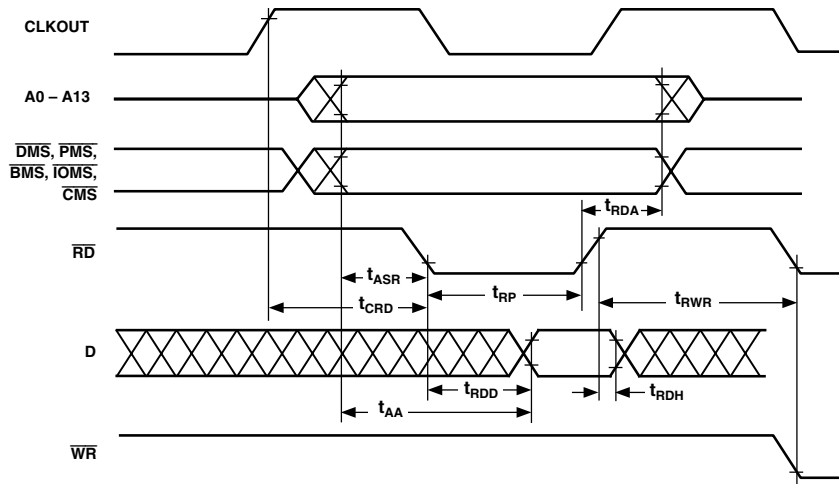 CLKOUT
A0 – A13
DMS, PMS,
BMS, IOMS,
CMS
tRDA
RD
tASR
tRP
tCRD
tRWR
D
tRDD
tRDH
tAA
WR